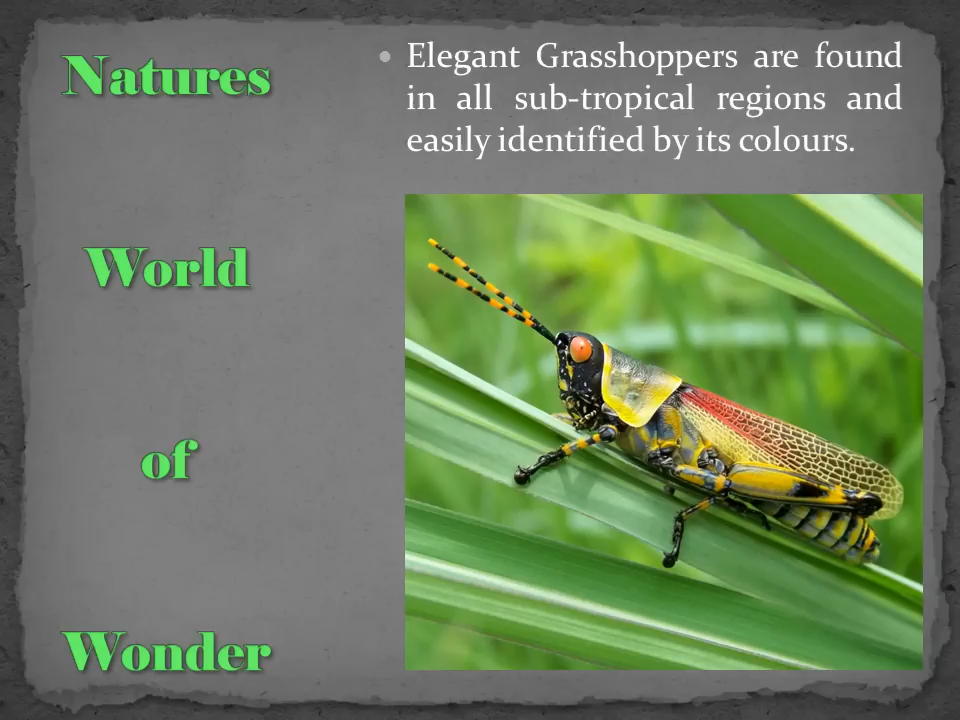 Natures
World
of
Wonder
Elegant Grasshoppers are found
in all sub-tropical regions and
easily identified by its colours.